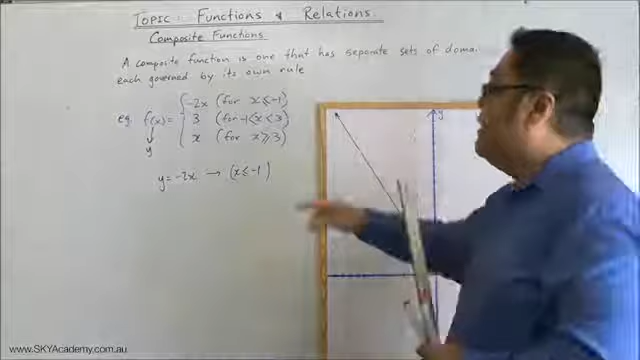 TOPIC: Functions & Relations
Composite Functions
A composite function is one that has separate sets of doma
each governed by its own rule
eg f(x) = { -2x (for x ≤ -1)
3 (for -1 < x < 3)
x (for x ≥ 3)
y
y = -2x → (x ≤ -1)
y
www.SKYAcademy.com.au